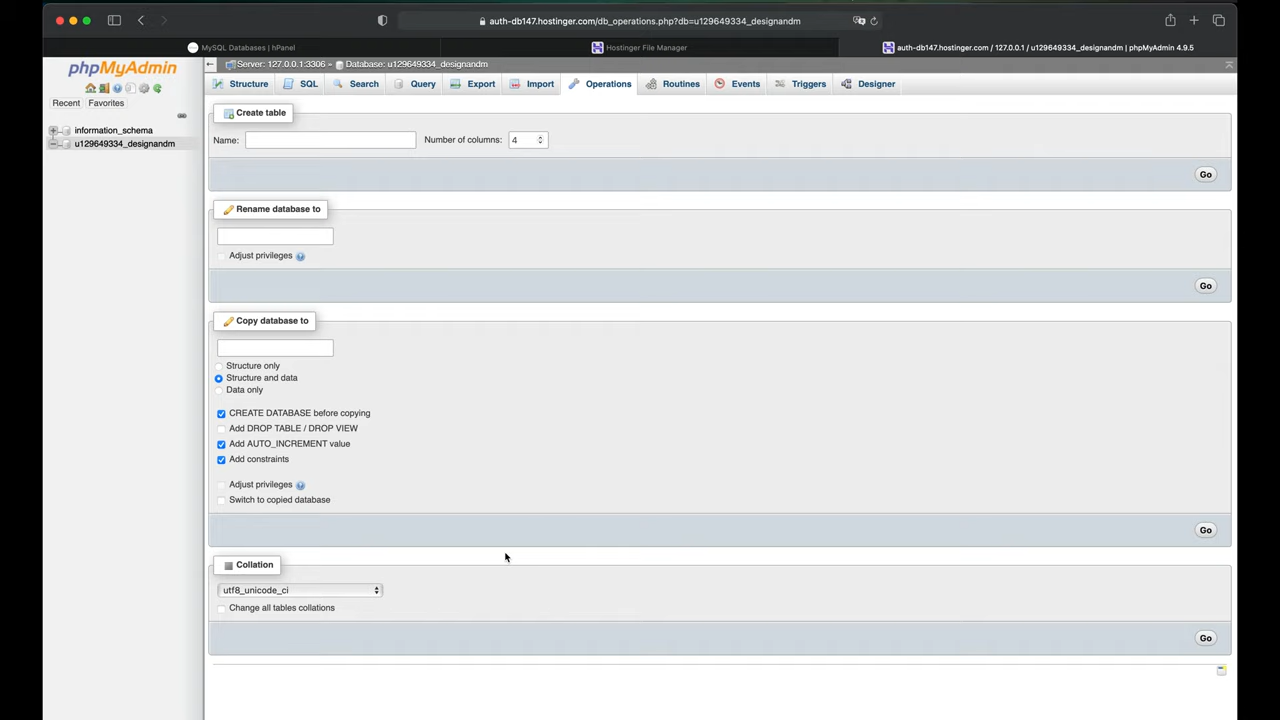 auth-db147.hostinger.com/db_operations.php?db=u129649334_designandm
MySQL Databases | hPanel
Hostinger File Manager
auth-db147.hostinger.com / 127.0.0.1 / u129649334_designandm | phpMyAdmin 4.9.5
phpMyAdmin
Recent Favorites
information_schema
u129649334_designandm
Server: 127.0.0.1:3306 » Database: u129649334_designandm
Structure SQL Search Query Export Import Operations Routines Events Triggers Designer
Create table
Name: Number of columns: 4
Go
Rename database to
Adjust privileges
Go
Copy database to
Structure only
Structure and data
Data only
CREATE DATABASE before copying
Add DROP TABLE / DROP VIEW
Add AUTO_INCREMENT value
Add constraints
Adjust privileges
Switch to copied database
Go
Collation
utf8_unicode_ci
Change all tables collations
Go